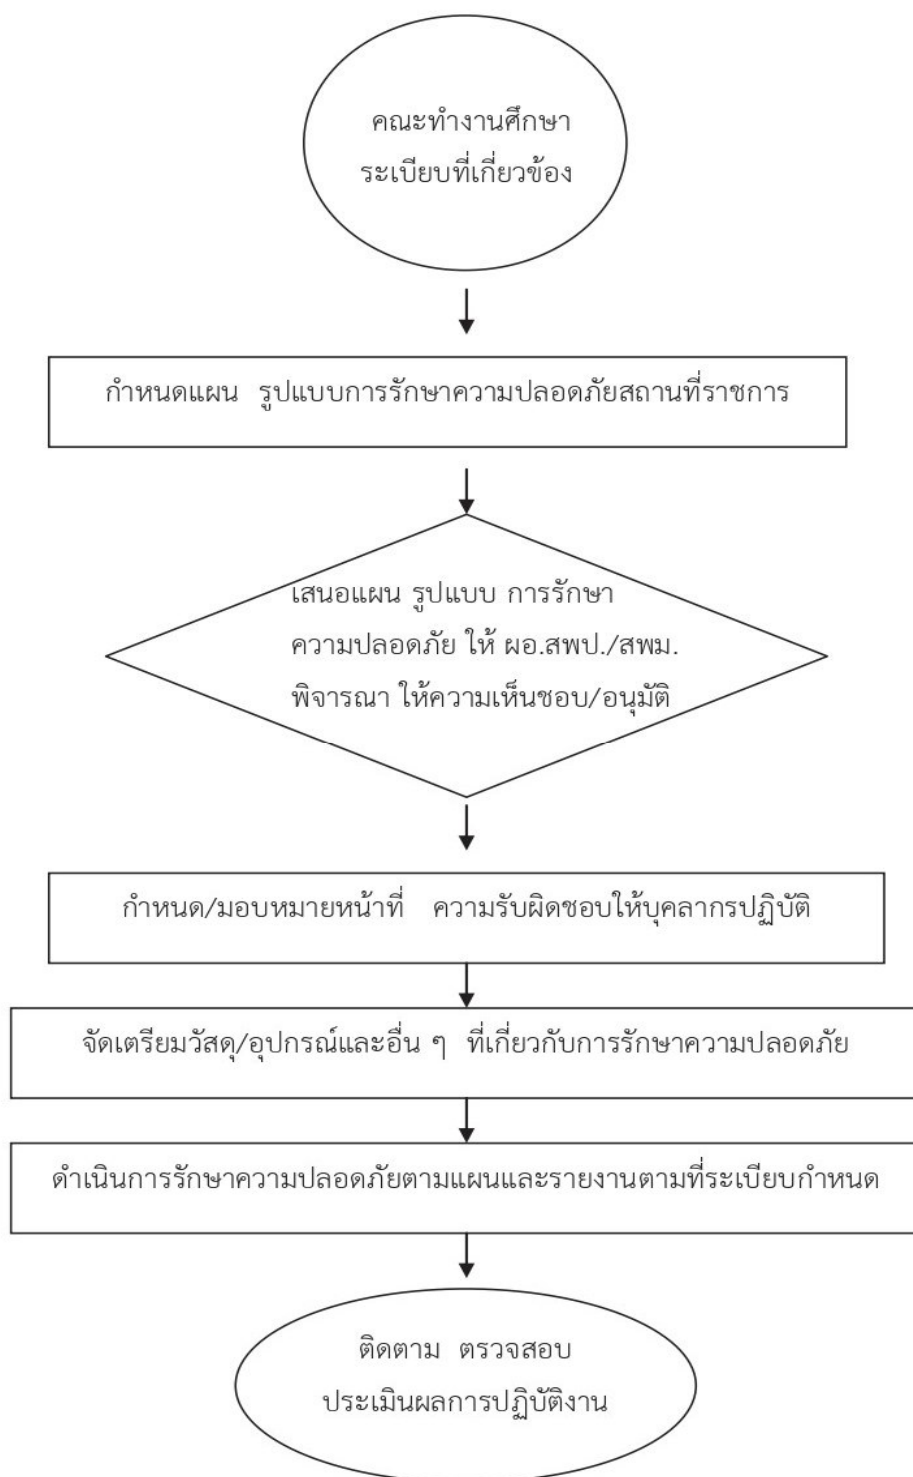 คณะทำงานศึกษา
ระเบียบที่เกี่ยวข้อง
กำหนดแผน รูปแบบการรักษาความปลอดภัยสถานที่ราชการ
เสนอแผน รูปแบบ การรักษา
ความปลอดภัย ให้ ผอ.สพป./สพม.
พิจารณา ให้ความเห็นชอบ/อนุมัติ
กำหนด/มอบหมายหน้าที่ ความรับผิดชอบให้บุคลากรปฏิบัติ
จัดเตรียมวัสดุ/อุปกรณ์และอื่น ๆ ที่เกี่ยวกับการรักษาความปลอดภัย
ดำเนินการรักษาความปลอดภัยตามแผนและรายงานตามที่ระเบียบกำหนด
ติดตาม ตรวจสอบ
ประเมินผลการปฏิบัติงาน